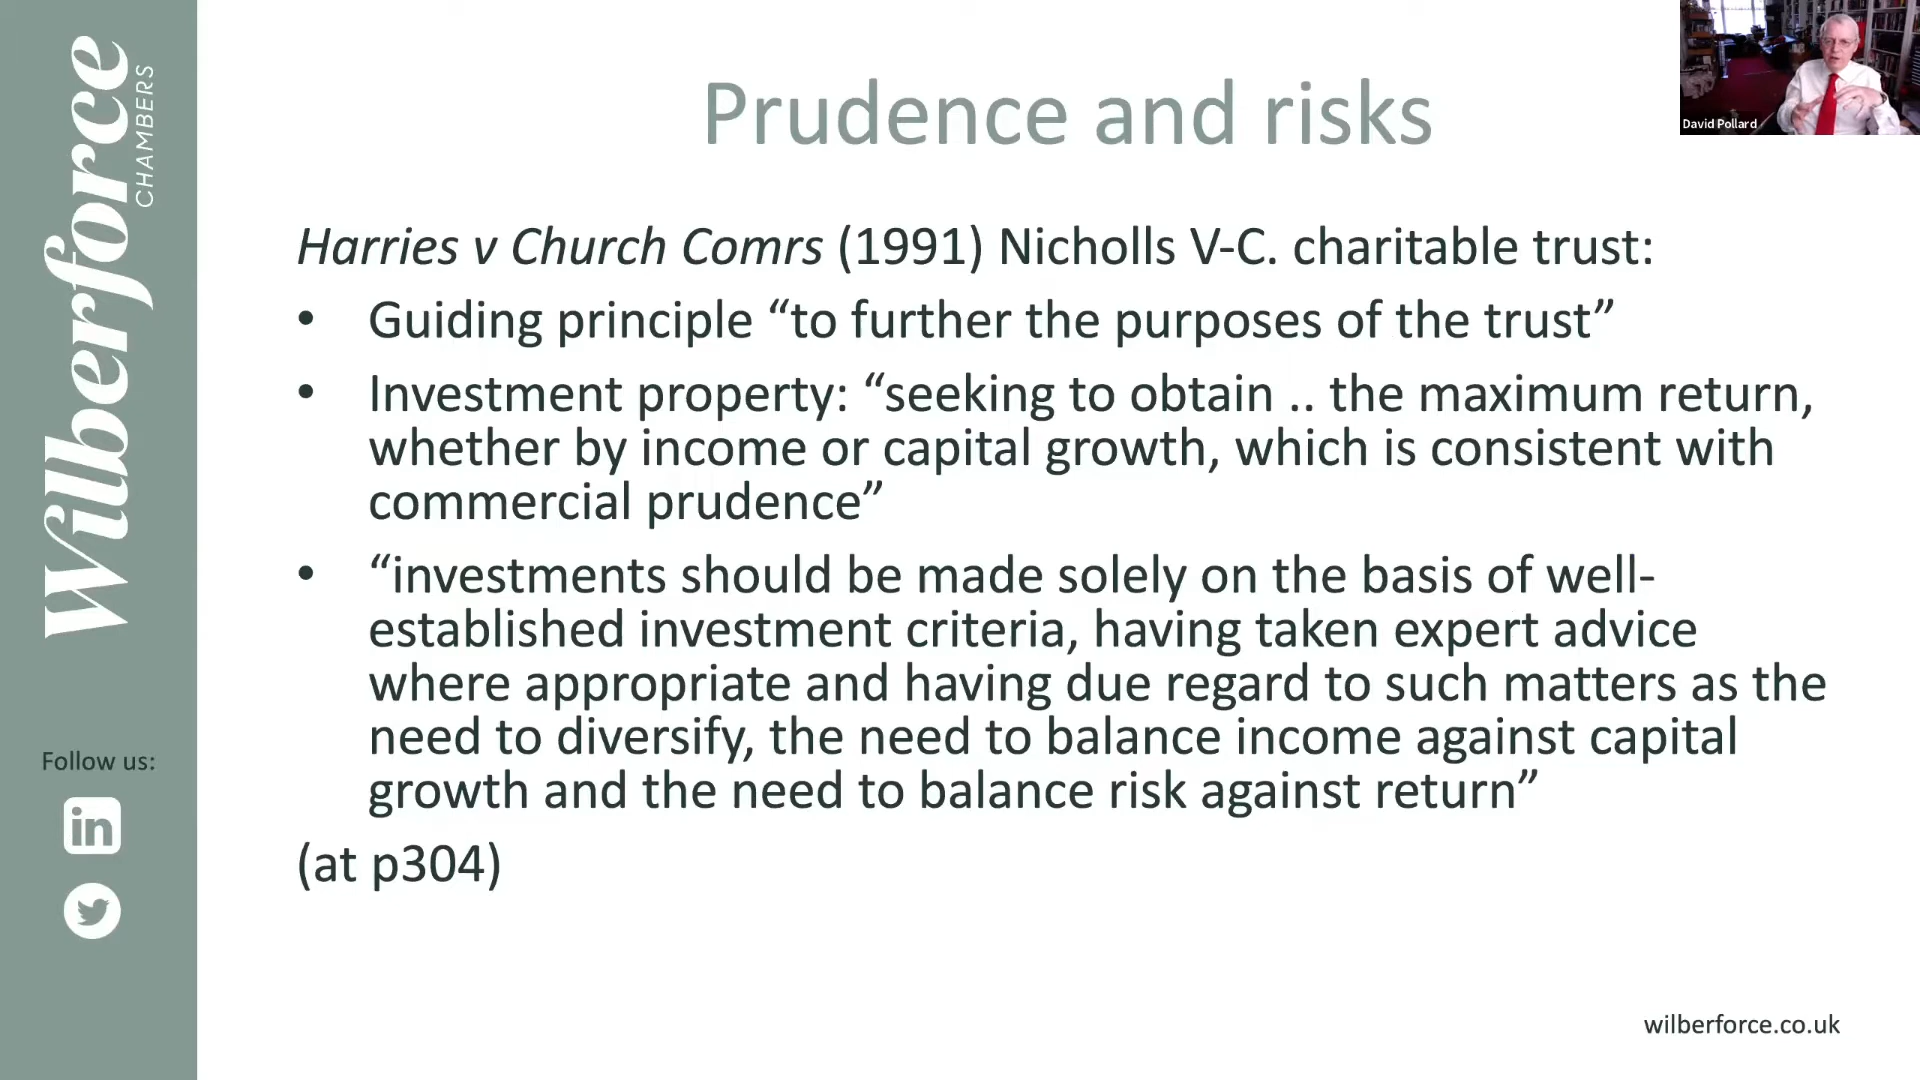 Wilberforce
CHAMBERS
David Pollard
Prudence and risks
Harries v Church Comrs (1991) Nicholls V-C. charitable trust:
• Guiding principle “to further the purposes of the trust”
• Investment property: “seeking to obtain .. the maximum return,
whether by income or capital growth, which is consistent with
commercial prudence”
• “investments should be made solely on the basis of well-
established investment criteria, having taken expert advice
where appropriate and having due regard to such matters as the
need to diversify, the need to balance income against capital
growth and the need to balance risk against return”
(at p304)
Follow us:
in
wilberforce.co.uk